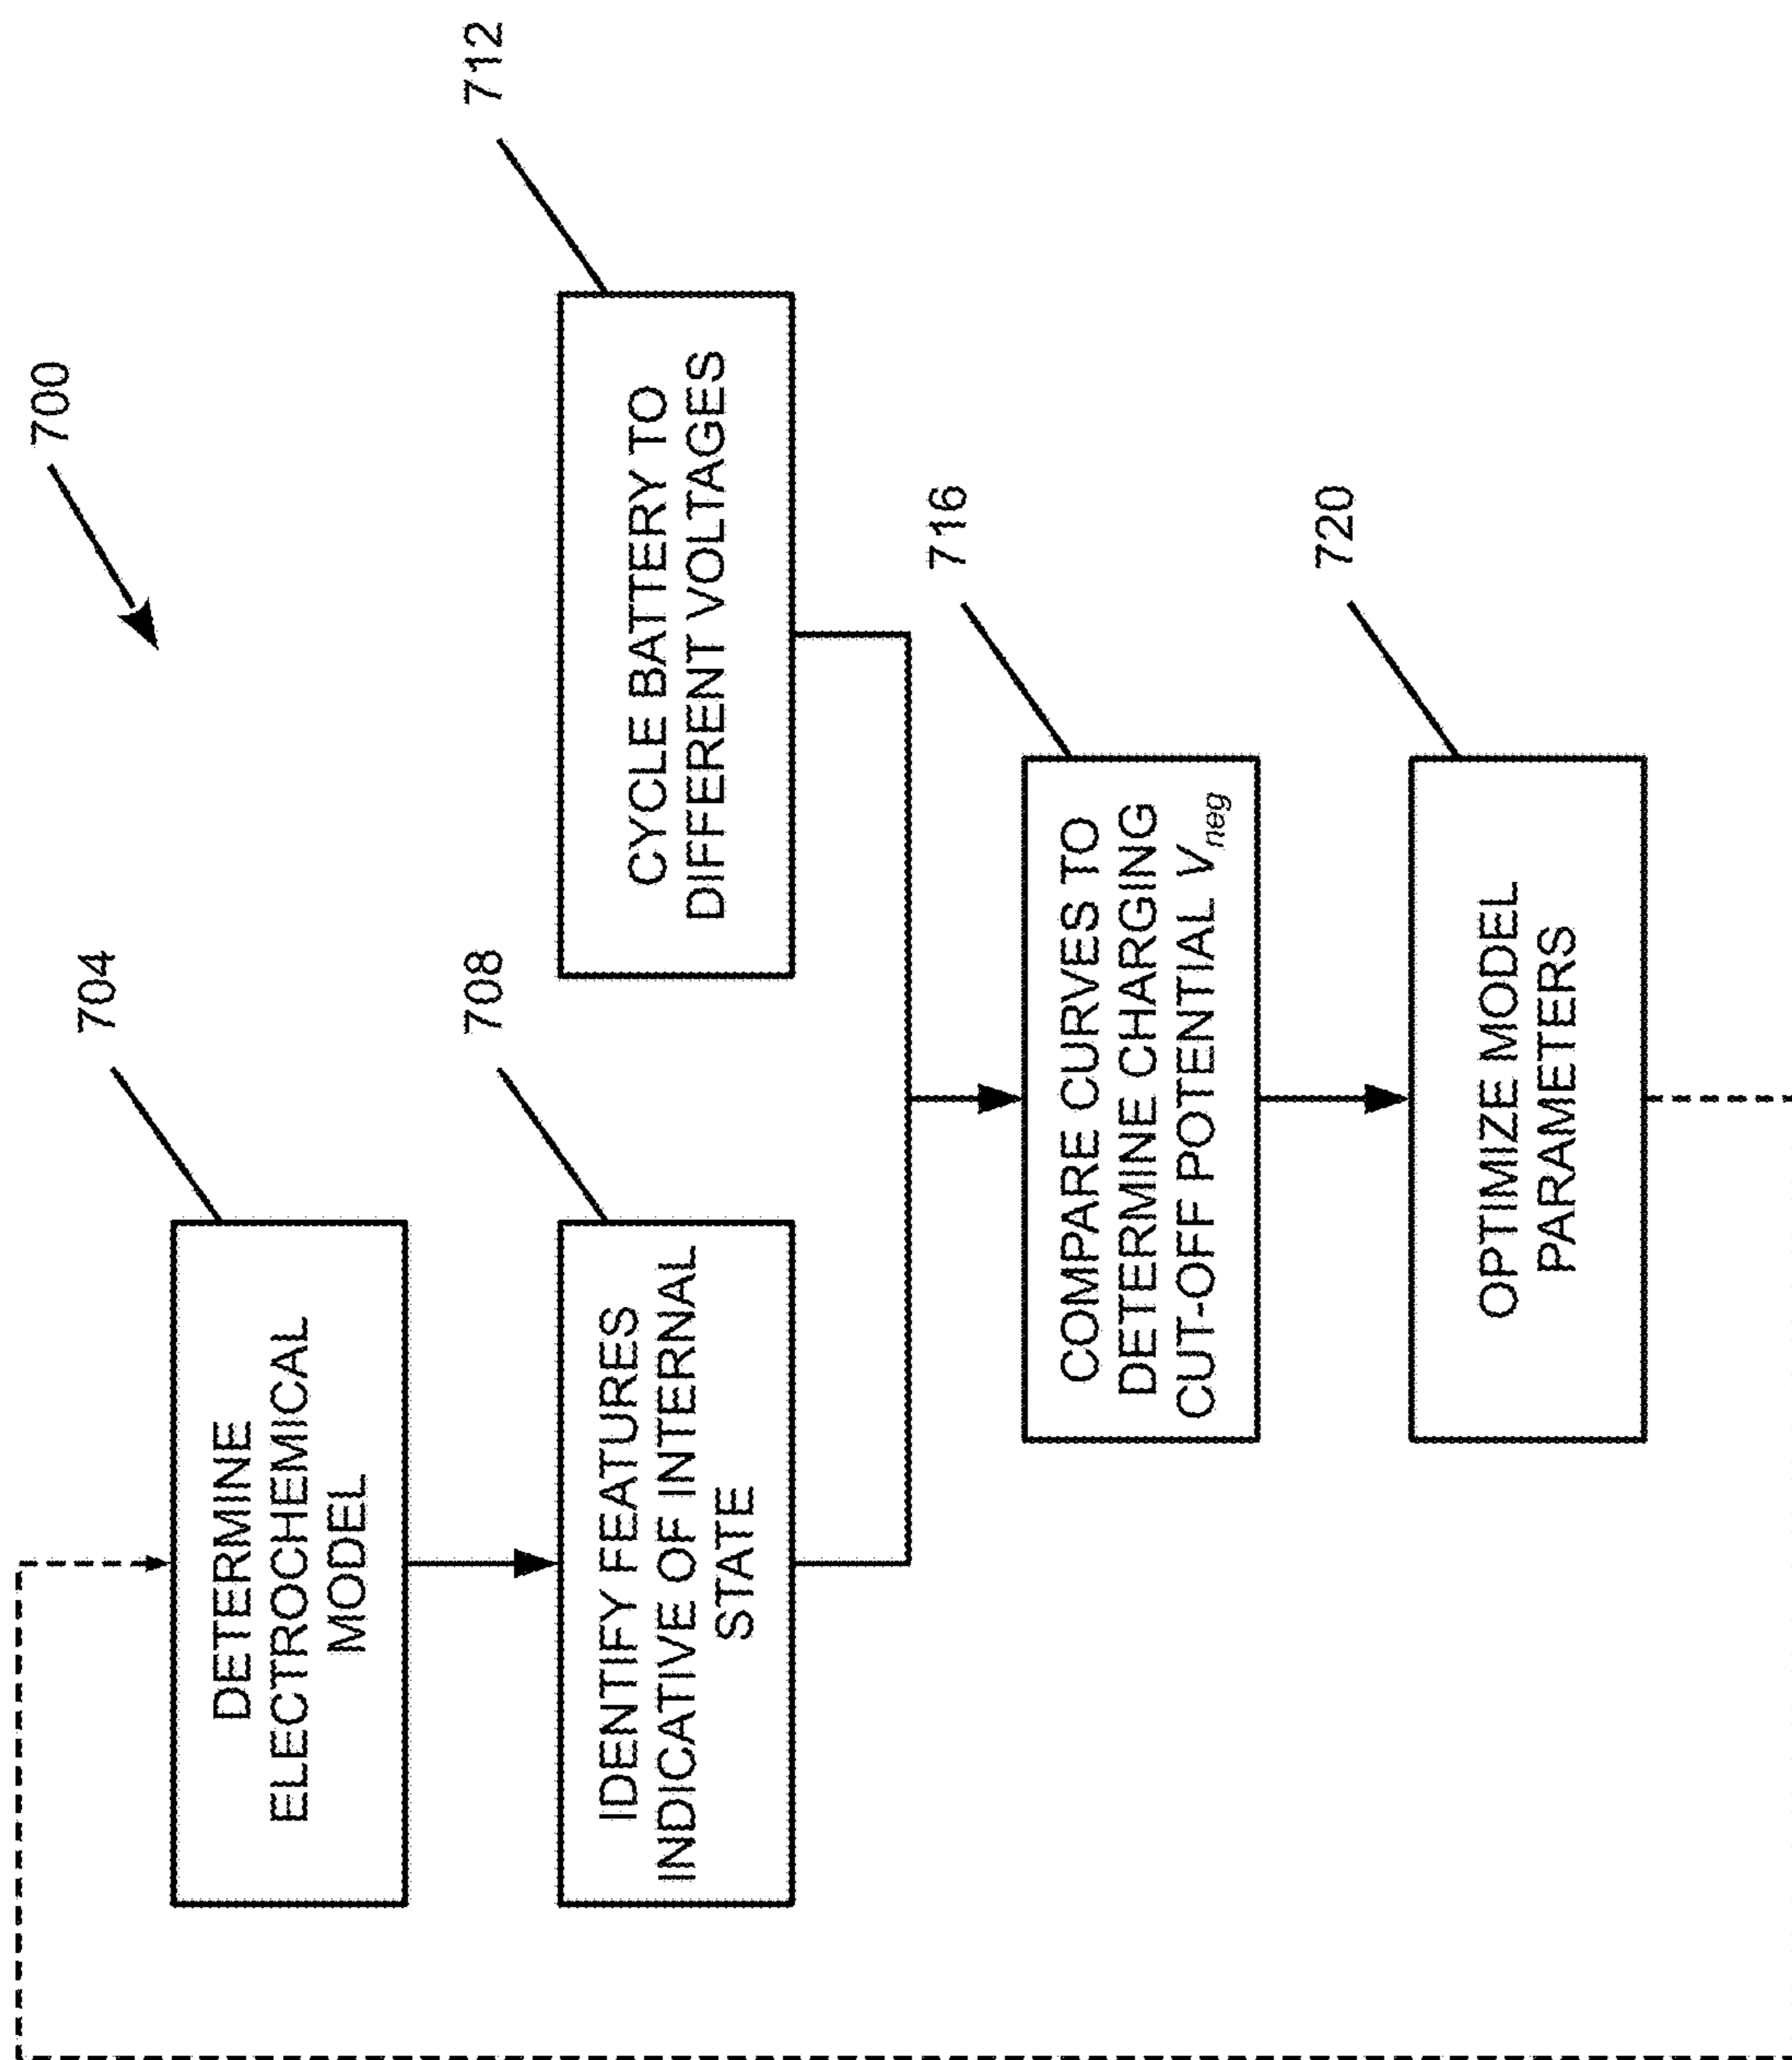 700
704
DETERMINE
ELECTROCHEMICAL
MODEL
708
IDENTIFY FEATURES
INDICATIVE OF INTERNAL
STATE
712
CYCLE BATTERY TO
DIFFERENT VOLTAGES
716
COMPARE CURVES TO
DETERMINE CHARGING
CUT-OFF POTENTIAL Vneg
720
OPTIMIZE MODEL
PARAMETERS